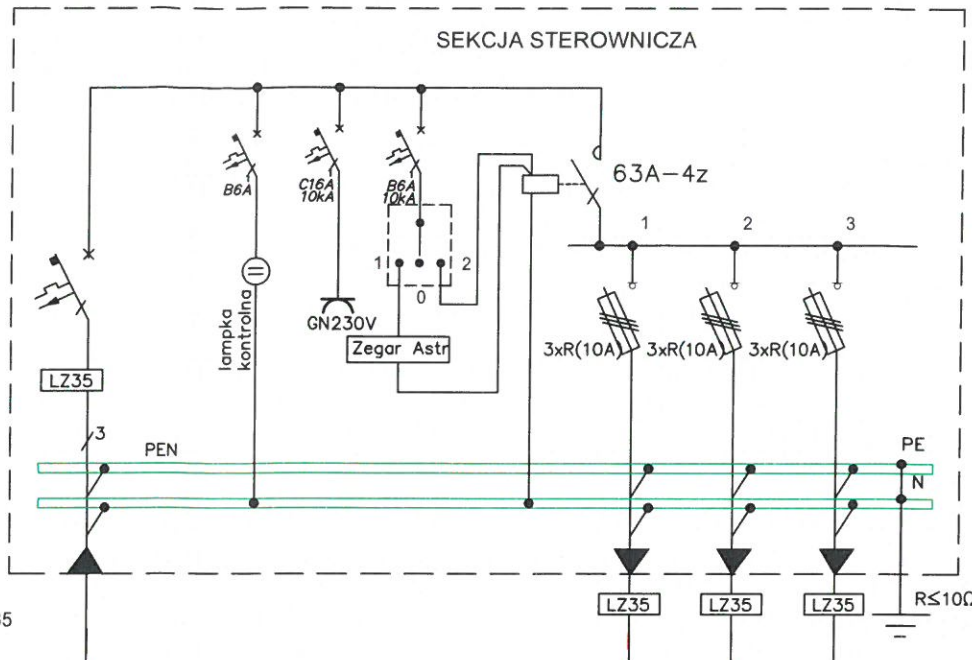 SEKCJA STEROWNICZA
63A-4z
B6A
C16A
10kA
B6A
10kA
1 2 3
1 2
0
GN230V
lampka
kontrolna
Zegar Astr
3xR(10A) 3xR(10A) 3xR(10A)
LZ35
3
PEN
PE
N
LZ35 LZ35 LZ35
R≤10Ω